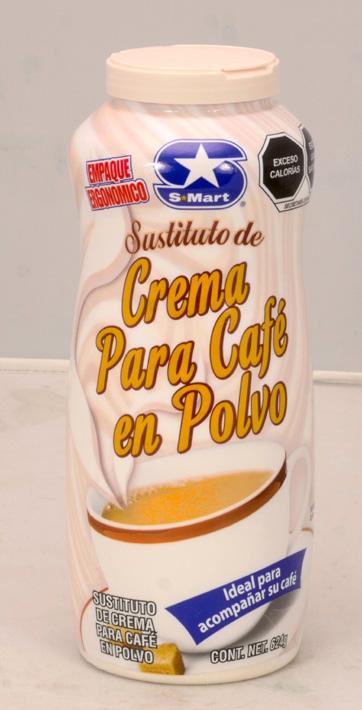 EMPAQUE
ERGONOMICO
S★Mart
EXCESO
CALORÍAS
Sustituto de
Crema
Para Café
en Polvo
Ideal para
acompañar su café
SUSTITUTO
DE CREMA
PARA CAFÉ
EN POLVO
CONT. NET. 624g